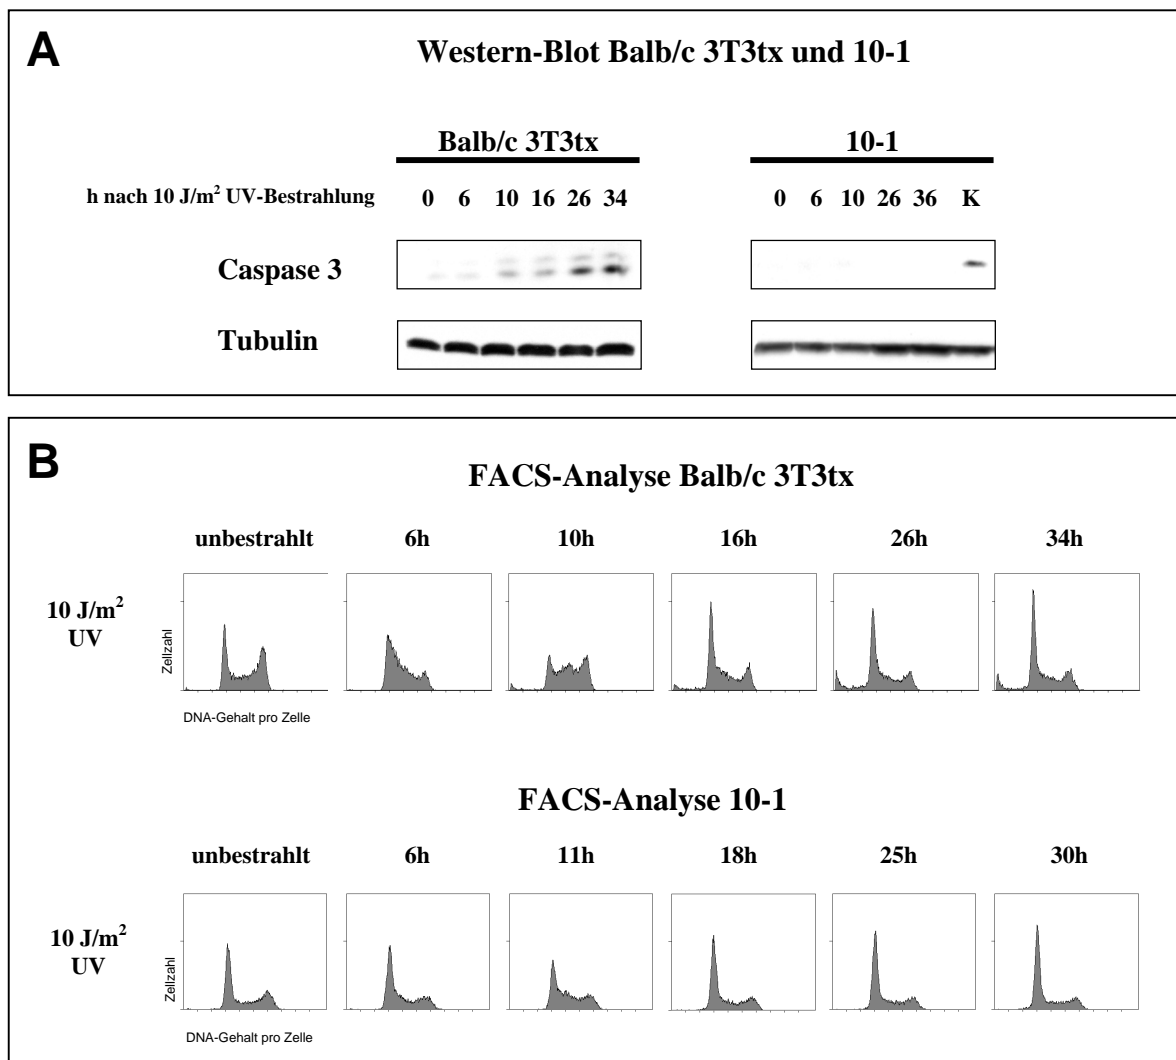 A
Western-Blot Balb/c 3T3tx und 10-1
Balb/c 3T3tx
10-1
h nach 10 J/m² UV-Bestrahlung
0 6 10 16 26 34
0 6 10 26 36 K
Caspase 3
Tubulin
B
FACS-Analyse Balb/c 3T3tx
unbestrahlt 6h 10h 16h 26h 34h
10 J/m²
UV
Zellzahl
DNA-Gehalt pro Zelle
FACS-Analyse 10-1
unbestrahlt 6h 11h 18h 25h 30h
10 J/m²
UV
Zellzahl
DNA-Gehalt pro Zelle